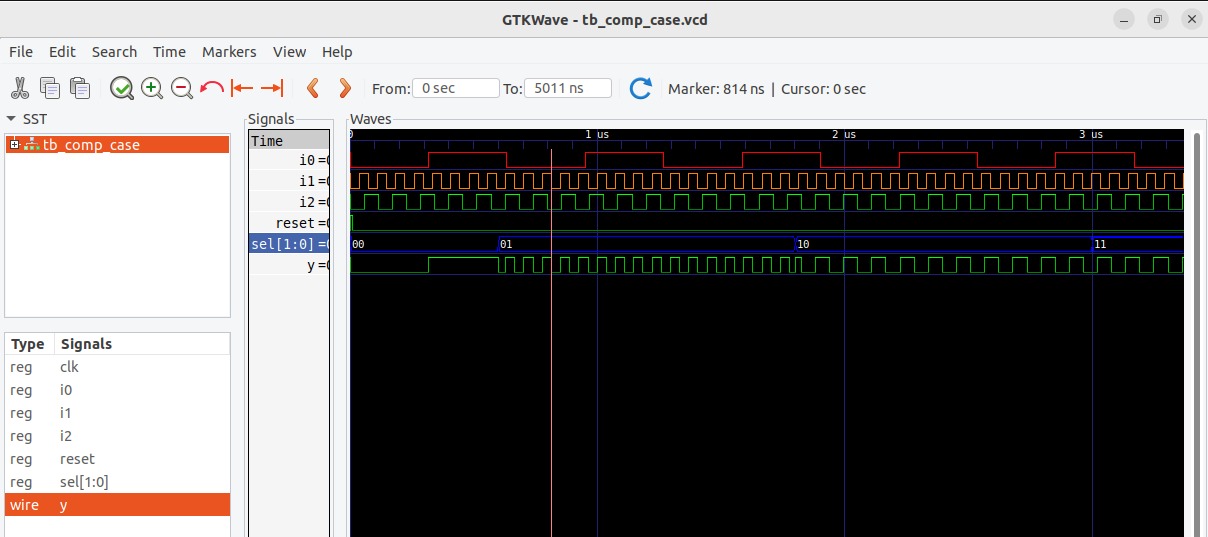 GTKWave - tb_comp_case.vcd
File Edit Search Time Markers View Help
From: 0 sec To: 5011 ns Marker: 814 ns | Cursor: 0 sec
SST
tb_comp_case
Type Signals
reg clk
reg i0
reg i1
reg i2
reg reset
reg sel[1:0]
wire y
Signals
Time
i0 =0
i1 =0
i2 =0
reset =0
sel[1:0] =0
y =0
Waves
0 1 us 2 us 3 us
00 01 10 11